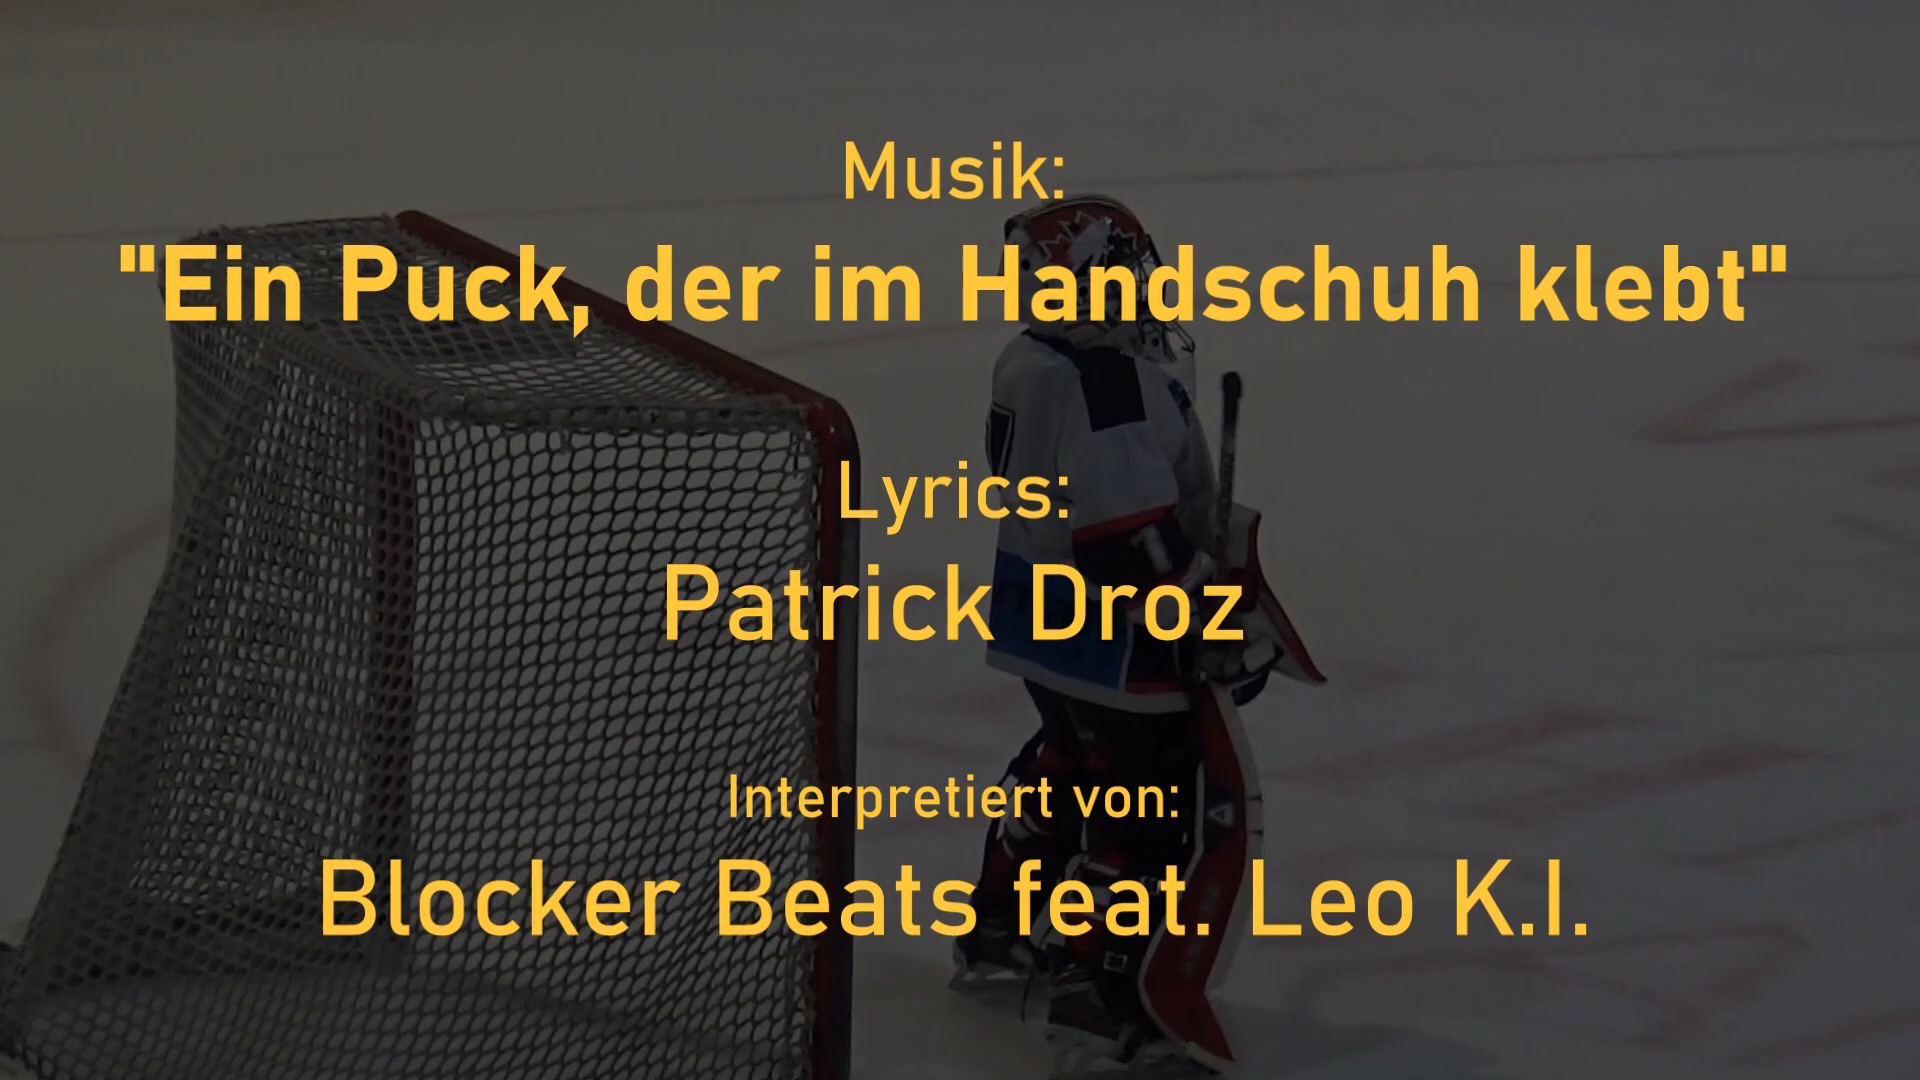 Musik:
"Ein Puck, der im Handschuh klebt"
Lyrics:
Patrick Droz
Interpretiert von:
Blocker Beats feat. Leo K.I.